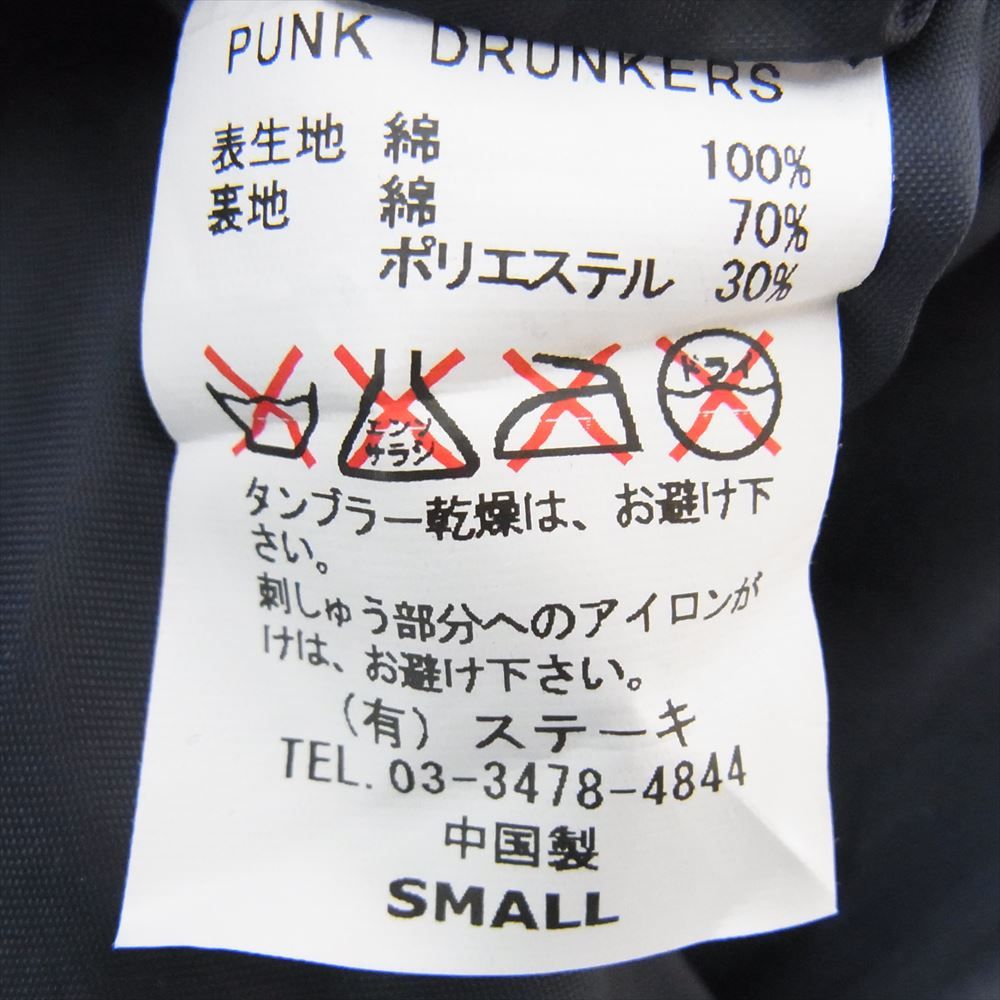 PUNK DRUNKERS
表生地 綿 100%
裏地 綿 70%
ポリエステル 30%
エンソ
サラシ
ドライ
タンブラー乾燥は、お避け下
さい。
刺しゅう部分へのアイロンが
けは、お避け下さい。
(有) ステーキ
TEL. 03-3478-4844
中国製
SMALL